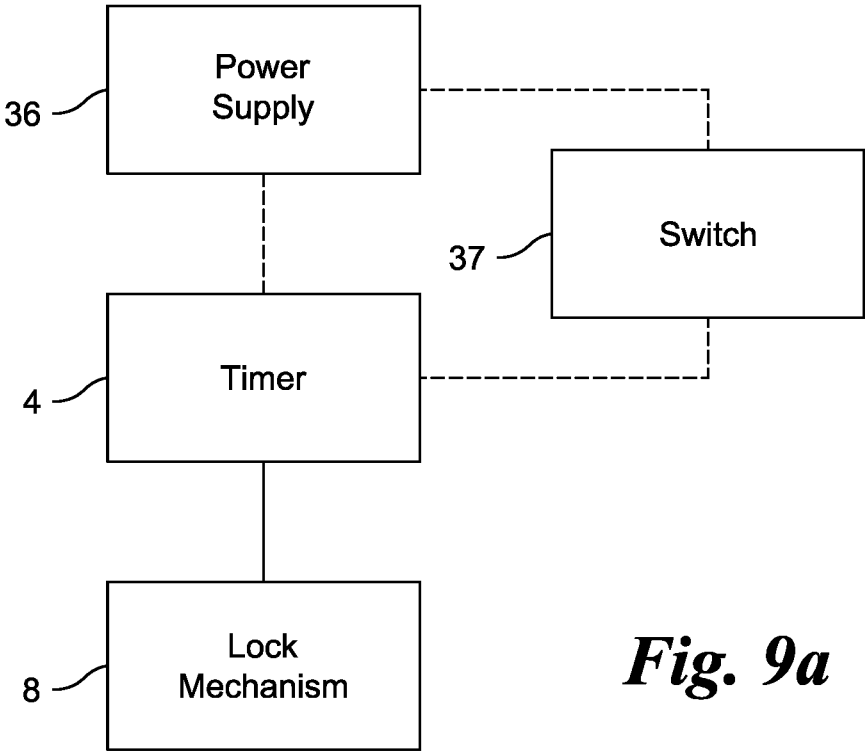 Power
Supply
36
Switch
37
Timer
4
Lock
Mechanism
8
Fig. 9a